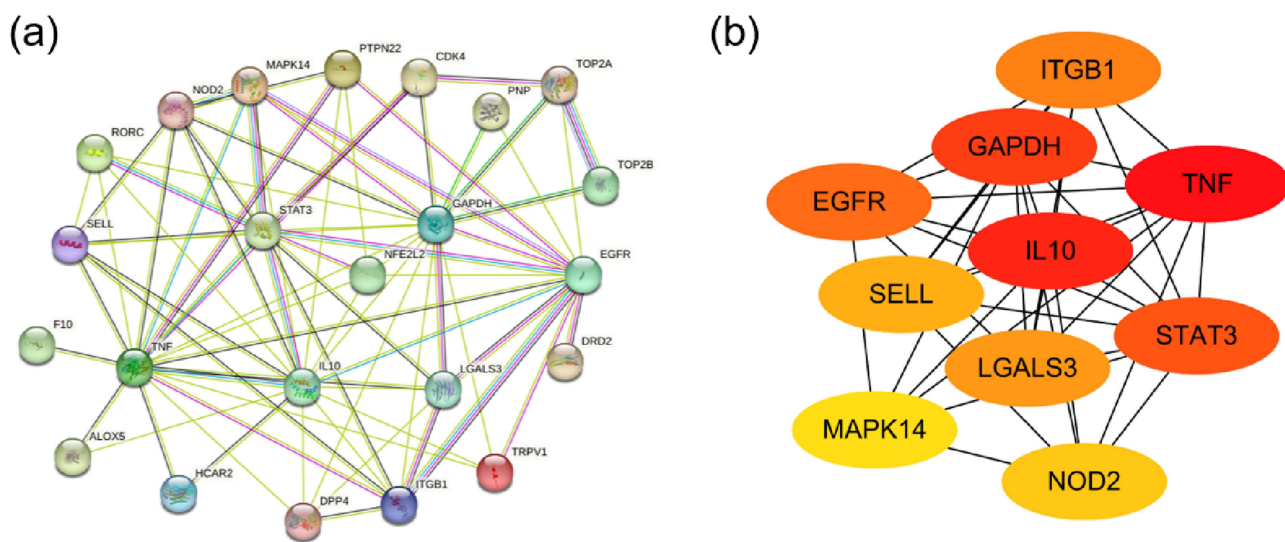 (a)
PTPN22
MAPK14
CDK4
TOP2A
NOD2
PNP
RORC
TOP2B
STAT3
GAPDH
SELL
NFE2L2
EGFR
F10
TNF
DRD2
IL10
LGALS3
ALOX5
HCAR2
TRPV1
DPP4
ITGB1
(b)
ITGB1
GAPDH
TNF
EGFR
IL10
SELL
STAT3
LGALS3
MAPK14
NOD2